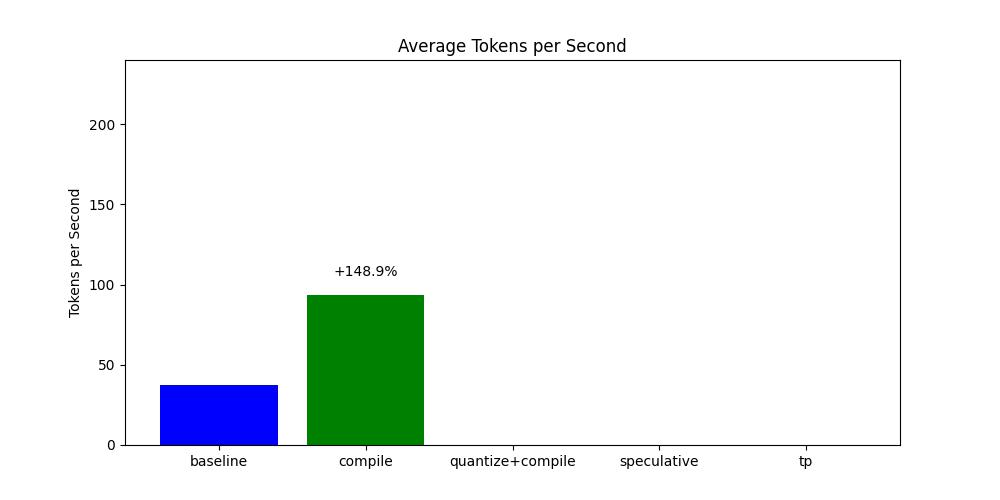 Average Tokens per Second
Tokens per Second
200
150
100
50
0
+148.9%
baseline
compile
quantize+compile
speculative
tp